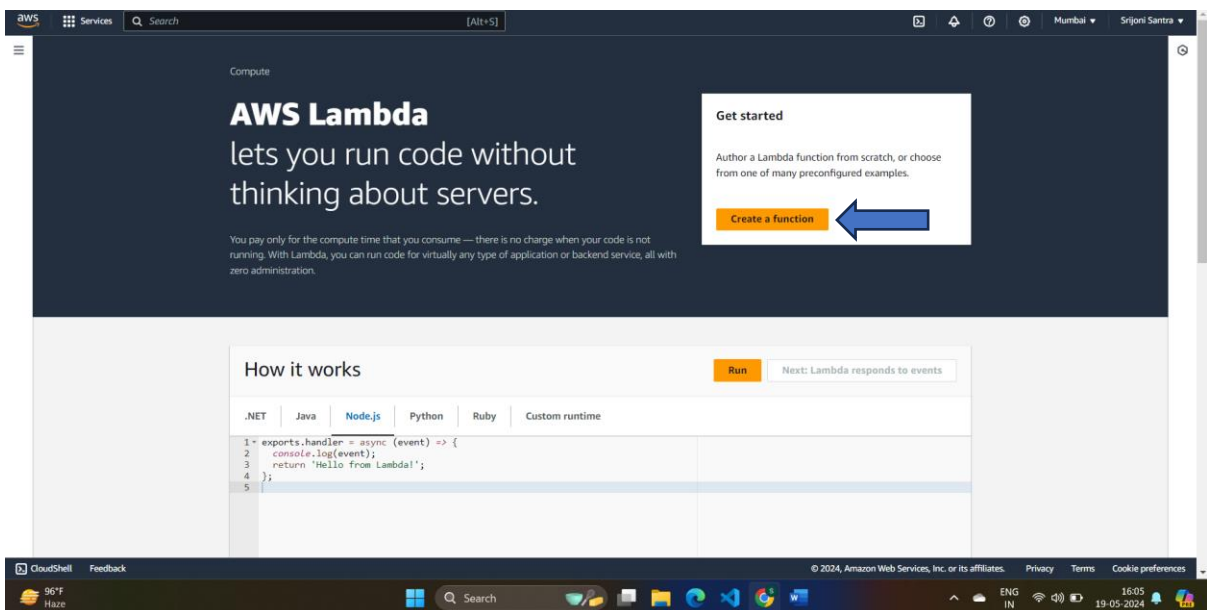 aws Services Search [Alt+S] Mumbai Srijoni Santra
Compute
AWS Lambda
lets you run code without
thinking about servers.
You pay only for the compute time that you consume — there is no charge when your code is not
running. With Lambda, you can run code for virtually any type of application or backend service, all with
zero administration.
Get started
Author a Lambda function from scratch, or choose
from one of many preconfigured examples.
Create a function
How it works
Run Next: Lambda responds to events
.NET Java Node.js Python Ruby Custom runtime
1 exports.handler = async (event) => {
2 console.log(event);
3 return 'Hello from Lambda!';
4 };
5
CloudShell Feedback © 2024, Amazon Web Services, Inc. or its affiliates. Privacy Terms Cookie preferences
96°F Search ENG 16:05
Haze IN 19-05-2024